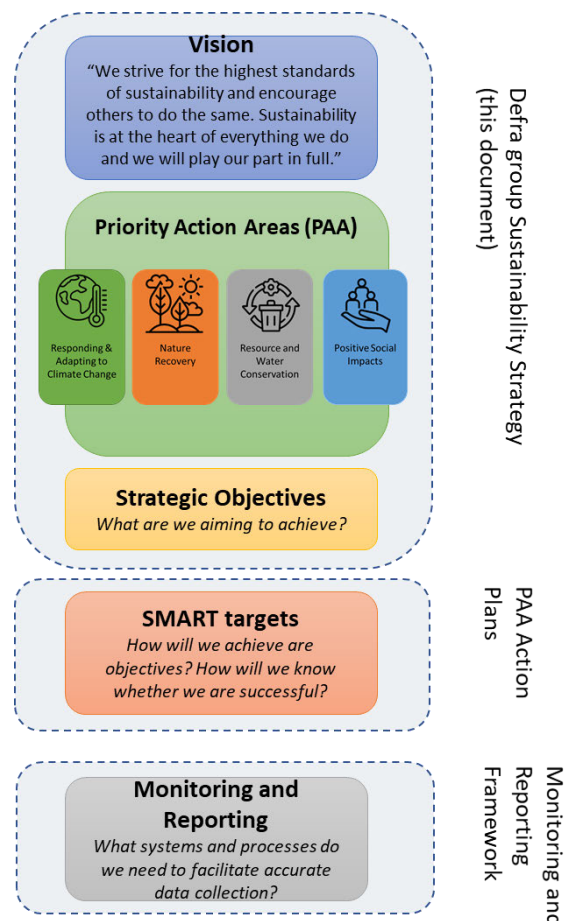 Vision
“We strive for the highest standards
of sustainability and encourage
others to do the same. Sustainability
is at the heart of everything we do
and we will play our part in full.”
Priority Action Areas (PAA)
Responding &
Adapting to
Climate Change
Nature
Recovery
Resource and
Water
Conservation
Positive Social
Impacts
Strategic Objectives
What are we aiming to achieve?
Defra group Sustainability Strategy
(this document)
SMART targets
How will we achieve are
objectives? How will we know
whether we are successful?
PAA Action
Plans
Monitoring and
Reporting
What systems and processes do
we need to facilitate accurate
data collection?
Monitoring and
Reporting
Framework